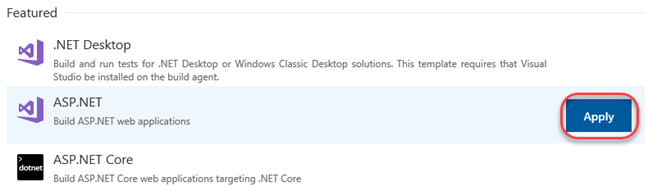 Featured
.NET Desktop
Build and run tests for .NET Desktop or Windows Classic Desktop solutions. This template requires that Visual
Studio be installed on the build agent.
ASP.NET
Build ASP.NET web applications
Apply
>
dotnet
ASP.NET Core
Build ASP.NET Core web applications targeting .NET Core